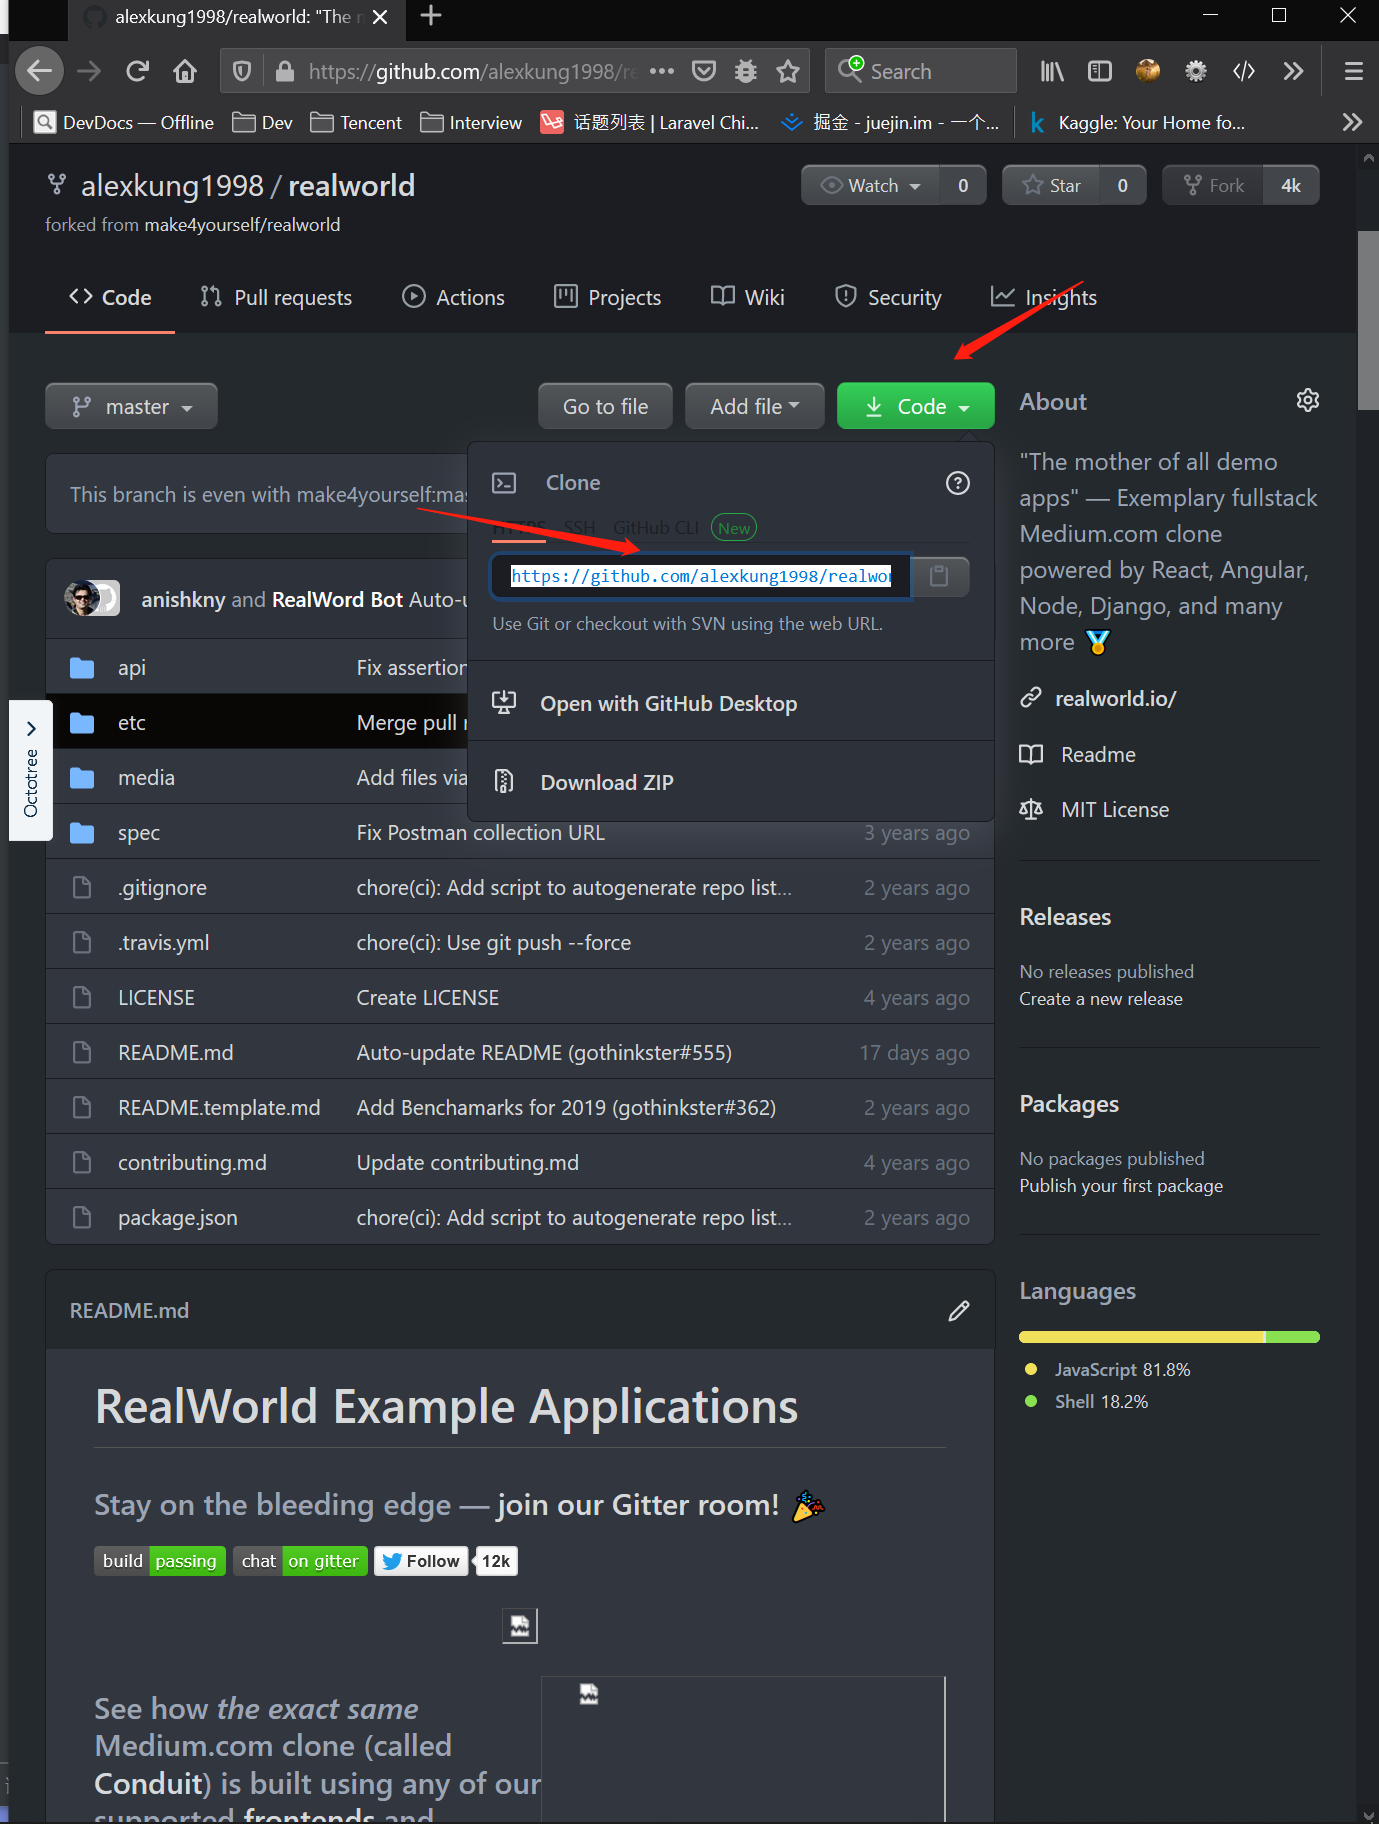 alexkung1998/realworld: "The
https://github.com/alexkung1998/re
Search
DevDocs — Offline
Dev
Tencent
Interview
话题列表 | Laravel Chi...
掘金 - juejin.im - 一个...
Kaggle: Your Home fo...
alexkung1998 / realworld
Watch 0
Star 0
Fork 4k
forked from make4yourself/realworld
Code
Pull requests
Actions
Projects
Wiki
Security
Insights
master
Go to file
Add file
Code
This branch is even with make4yourself:mas
Clone
HTTPS SSH GitHub CLI New
https://github.com/alexkung1998/realwor
Use Git or checkout with SVN using the web URL.
Open with GitHub Desktop
Download ZIP
anishkny and RealWord Bot Auto-u
api Fix assertion
etc Merge pull r
media Add files via
spec Fix Postman collection URL 3 years ago
.gitignore chore(ci): Add script to autogenerate repo list... 2 years ago
.travis.yml chore(ci): Use git push --force 2 years ago
LICENSE Create LICENSE 4 years ago
README.md Auto-update README (gothinkster#555) 17 days ago
README.template.md Add Benchamarks for 2019 (gothinkster#362) 2 years ago
contributing.md Update contributing.md 4 years ago
package.json chore(ci): Add script to autogenerate repo list... 2 years ago
Octotree
About
"The mother of all demo
apps" — Exemplary fullstack
Medium.com clone
powered by React, Angular,
Node, Django, and many
more 🏅
realworld.io/
Readme
MIT License
Releases
No releases published
Create a new release
Packages
No packages published
Publish your first package
Languages
JavaScript 81.8%
Shell 18.2%
README.md
RealWorld Example Applications
Stay on the bleeding edge — join our Gitter room! 🎉
build passing
chat on gitter
Follow 12k
See how the exact same
Medium.com clone (called
Conduit) is built using any of our
supported frontends and